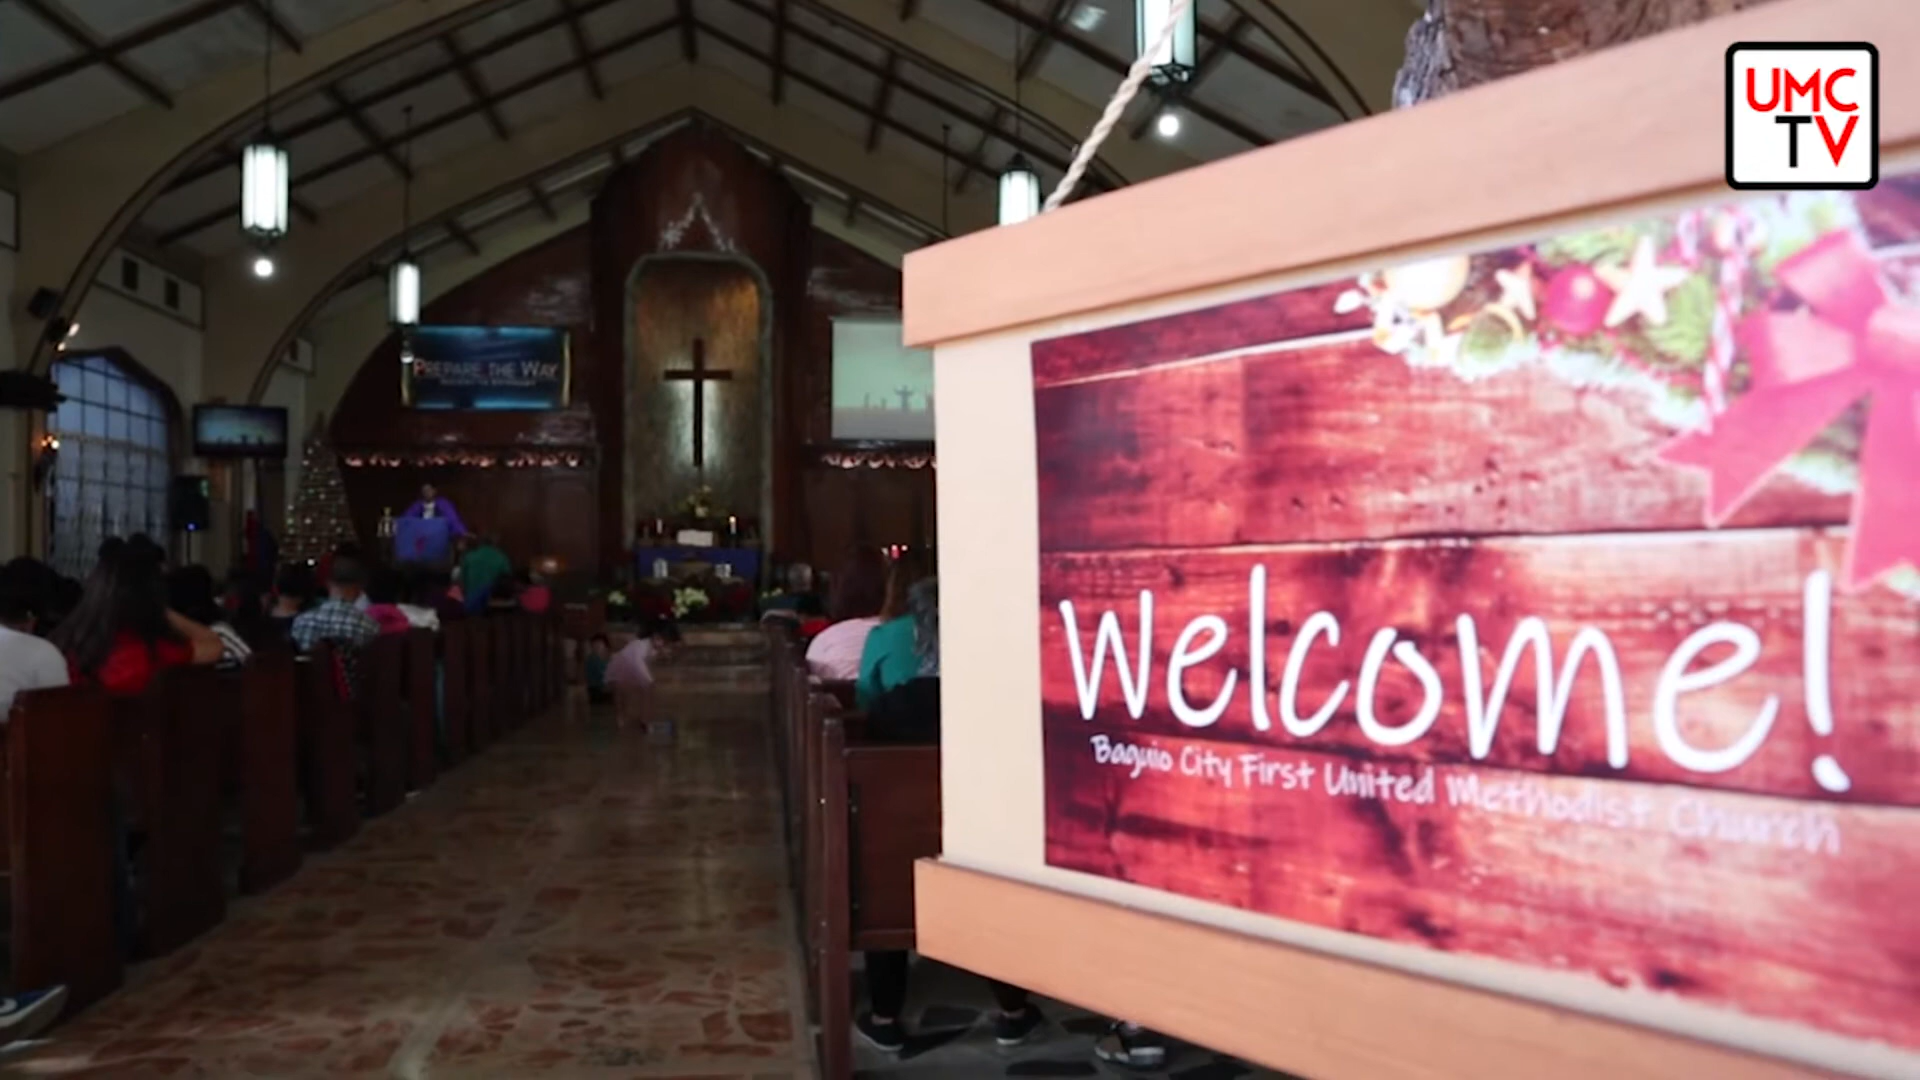 UMC
TV
PREPARE THE WAY
Welcome!
Baguio City First United Methodist Church